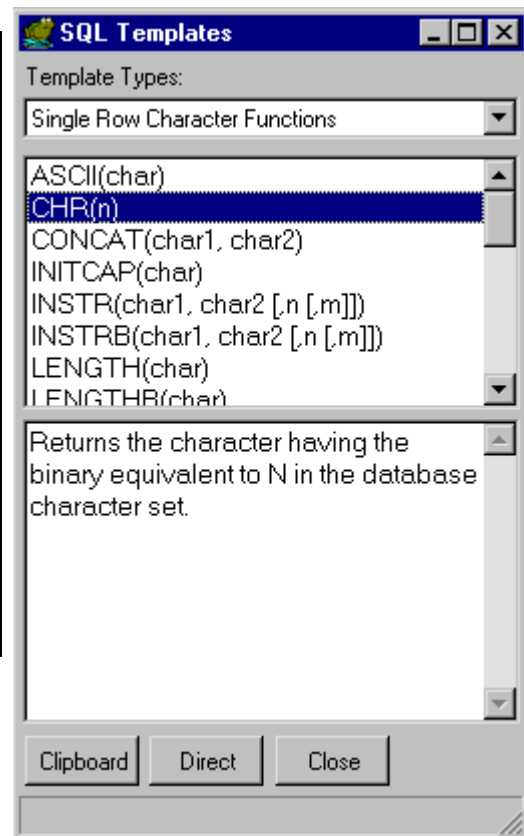 SQL Templates
Template Types:
Single Row Character Functions
ASCII(char)
CHR(n)
CONCAT(char1, char2)
INITCAP(char)
INSTR(char1, char2 [,n [,m]])
INSTRB(char1, char2 [,n [,m]])
LENGTH(char)
LENGTHB(char)
Returns the character having the
binary equivalent to N in the database
character set.
Clipboard
Direct
Close